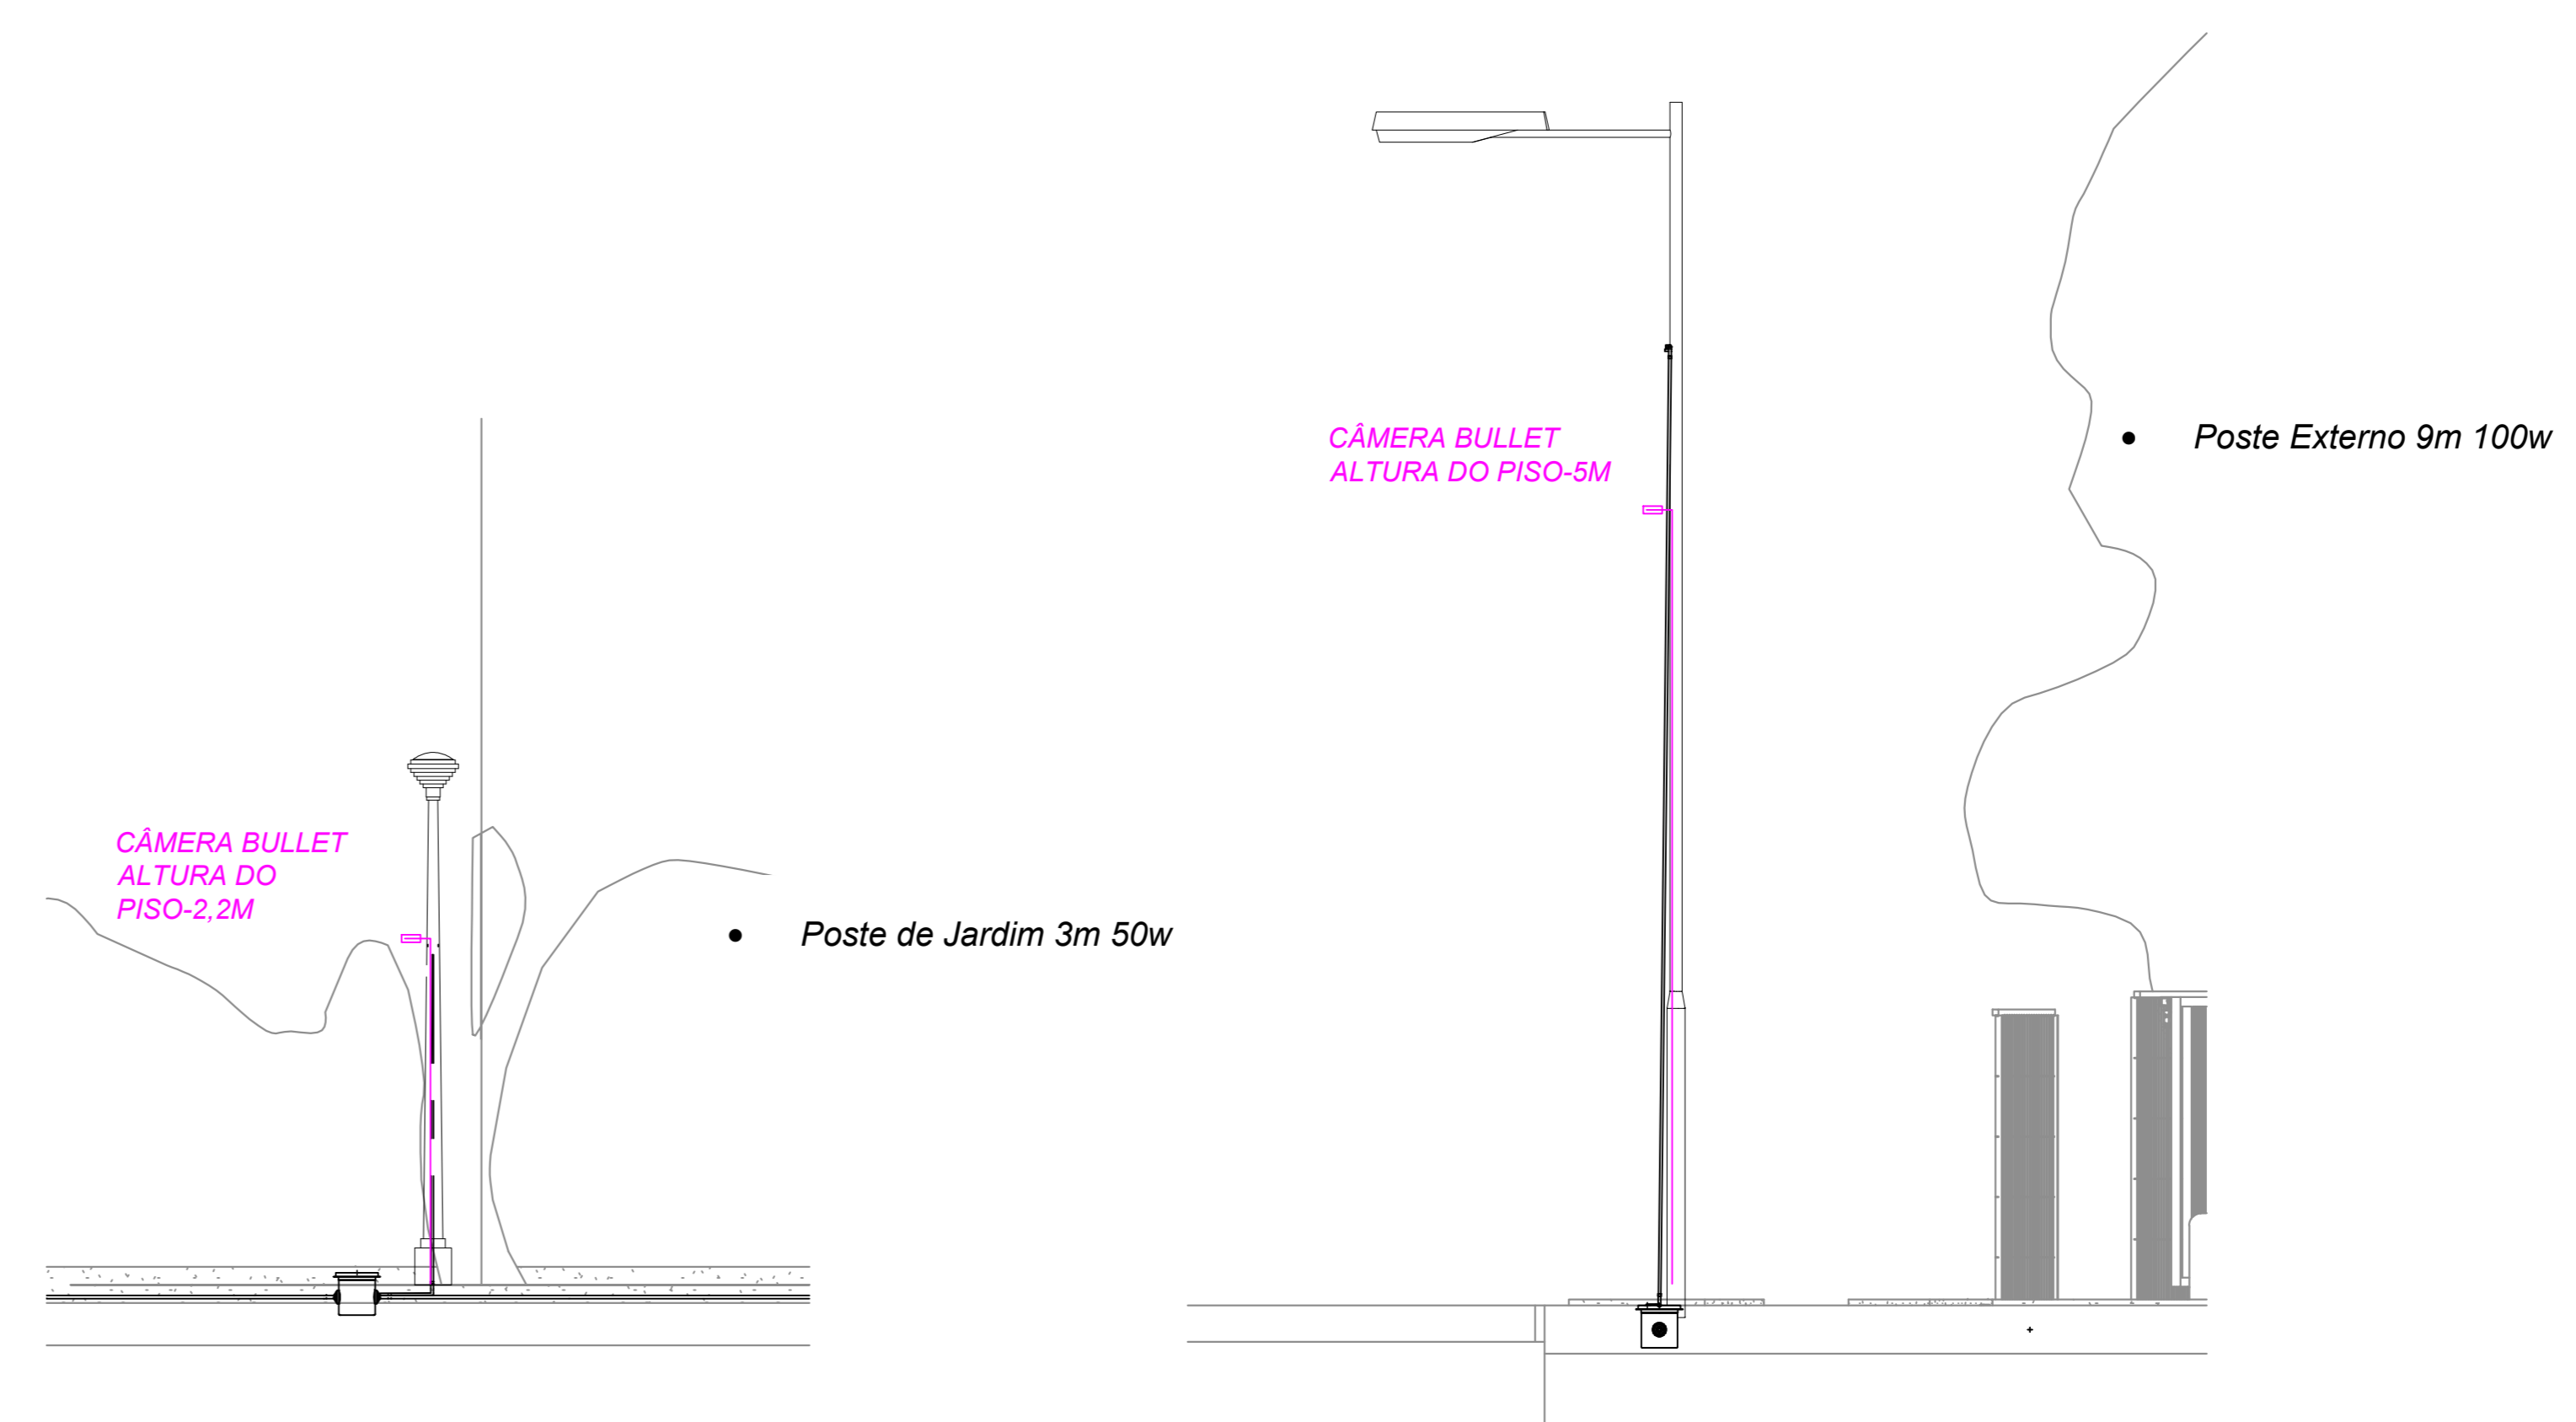 CÂMERA BULLET
ALTURA DO
PISO-2,2M
• Poste de Jardim 3m 50w
CÂMERA BULLET
ALTURA DO PISO-5M
• Poste Externo 9m 100w